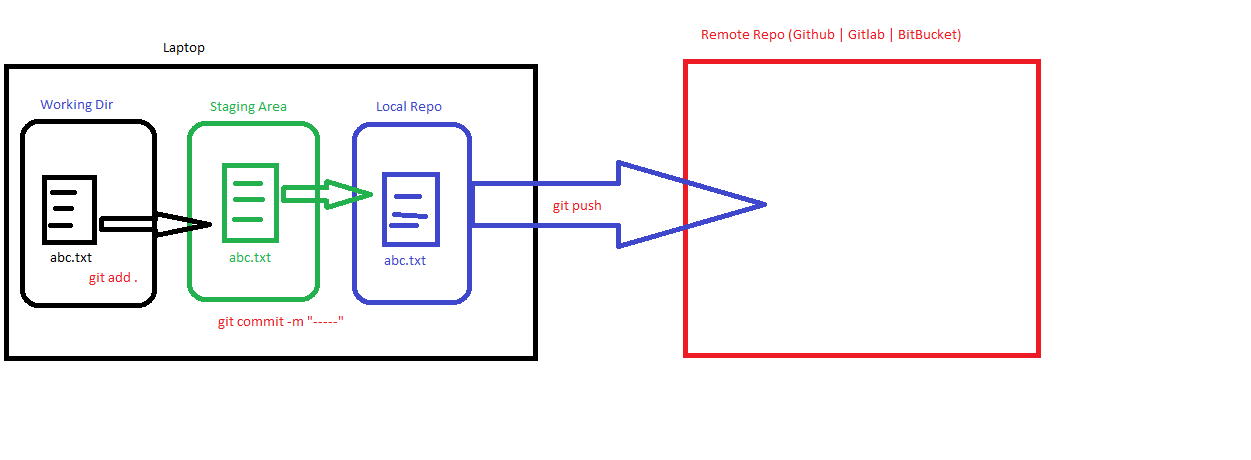 Laptop
Remote Repo (Github | Gitlab | BitBucket)
Working Dir
Staging Area
Local Repo
git push
abc.txt
abc.txt
abc.txt
git add .
git commit -m "-----"